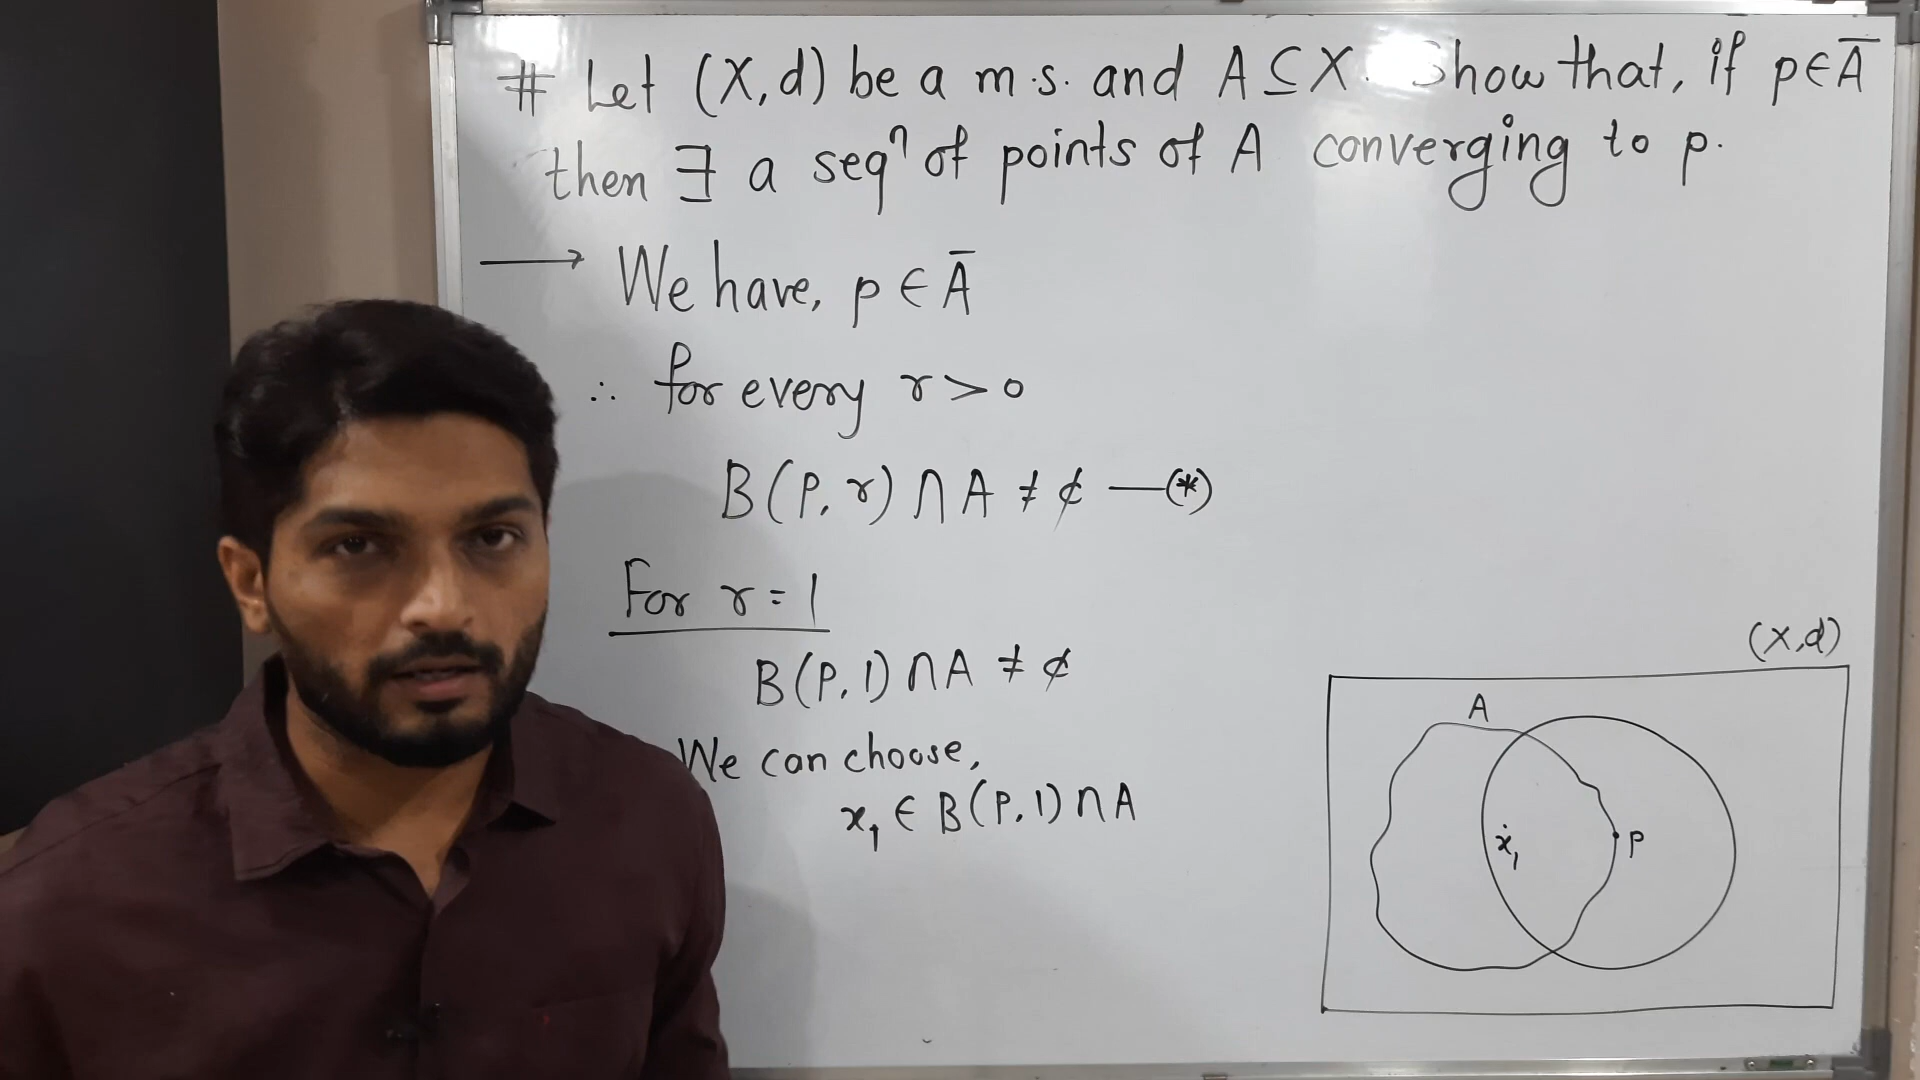 # Let (X,d) be a m.s. and A ⊆ X. Show that, if p∈Ā
then ∃ a seqⁿ of points of A converging to p.
→ We have, p ∈ Ā
∴ for every r > 0
B(P, r) ∩ A ≠ ¢ —(*)
For r = 1
B(P, 1) ∩ A ≠ ¢
We can choose,
x₁ ∈ B(P, 1) ∩ A
(X,d)
A
x₁
P